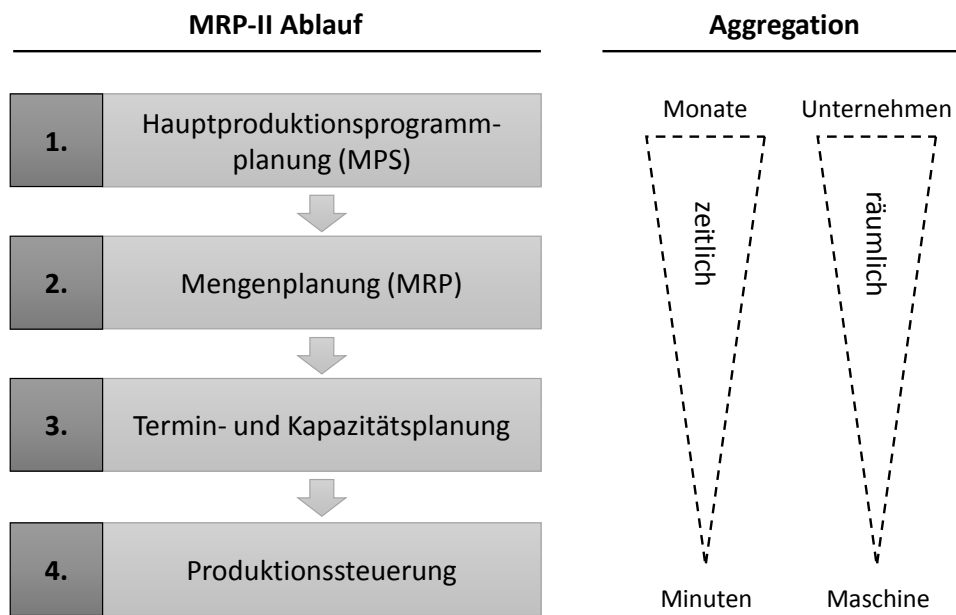 MRP-II Ablauf
Aggregation
1.
Hauptproduktionsprogramm-
planung (MPS)
2.
Mengenplanung (MRP)
3.
Termin- und Kapazitätsplanung
4.
Produktionssteuerung
Monate
Unternehmen
zeitlich
räumlich
Minuten
Maschine